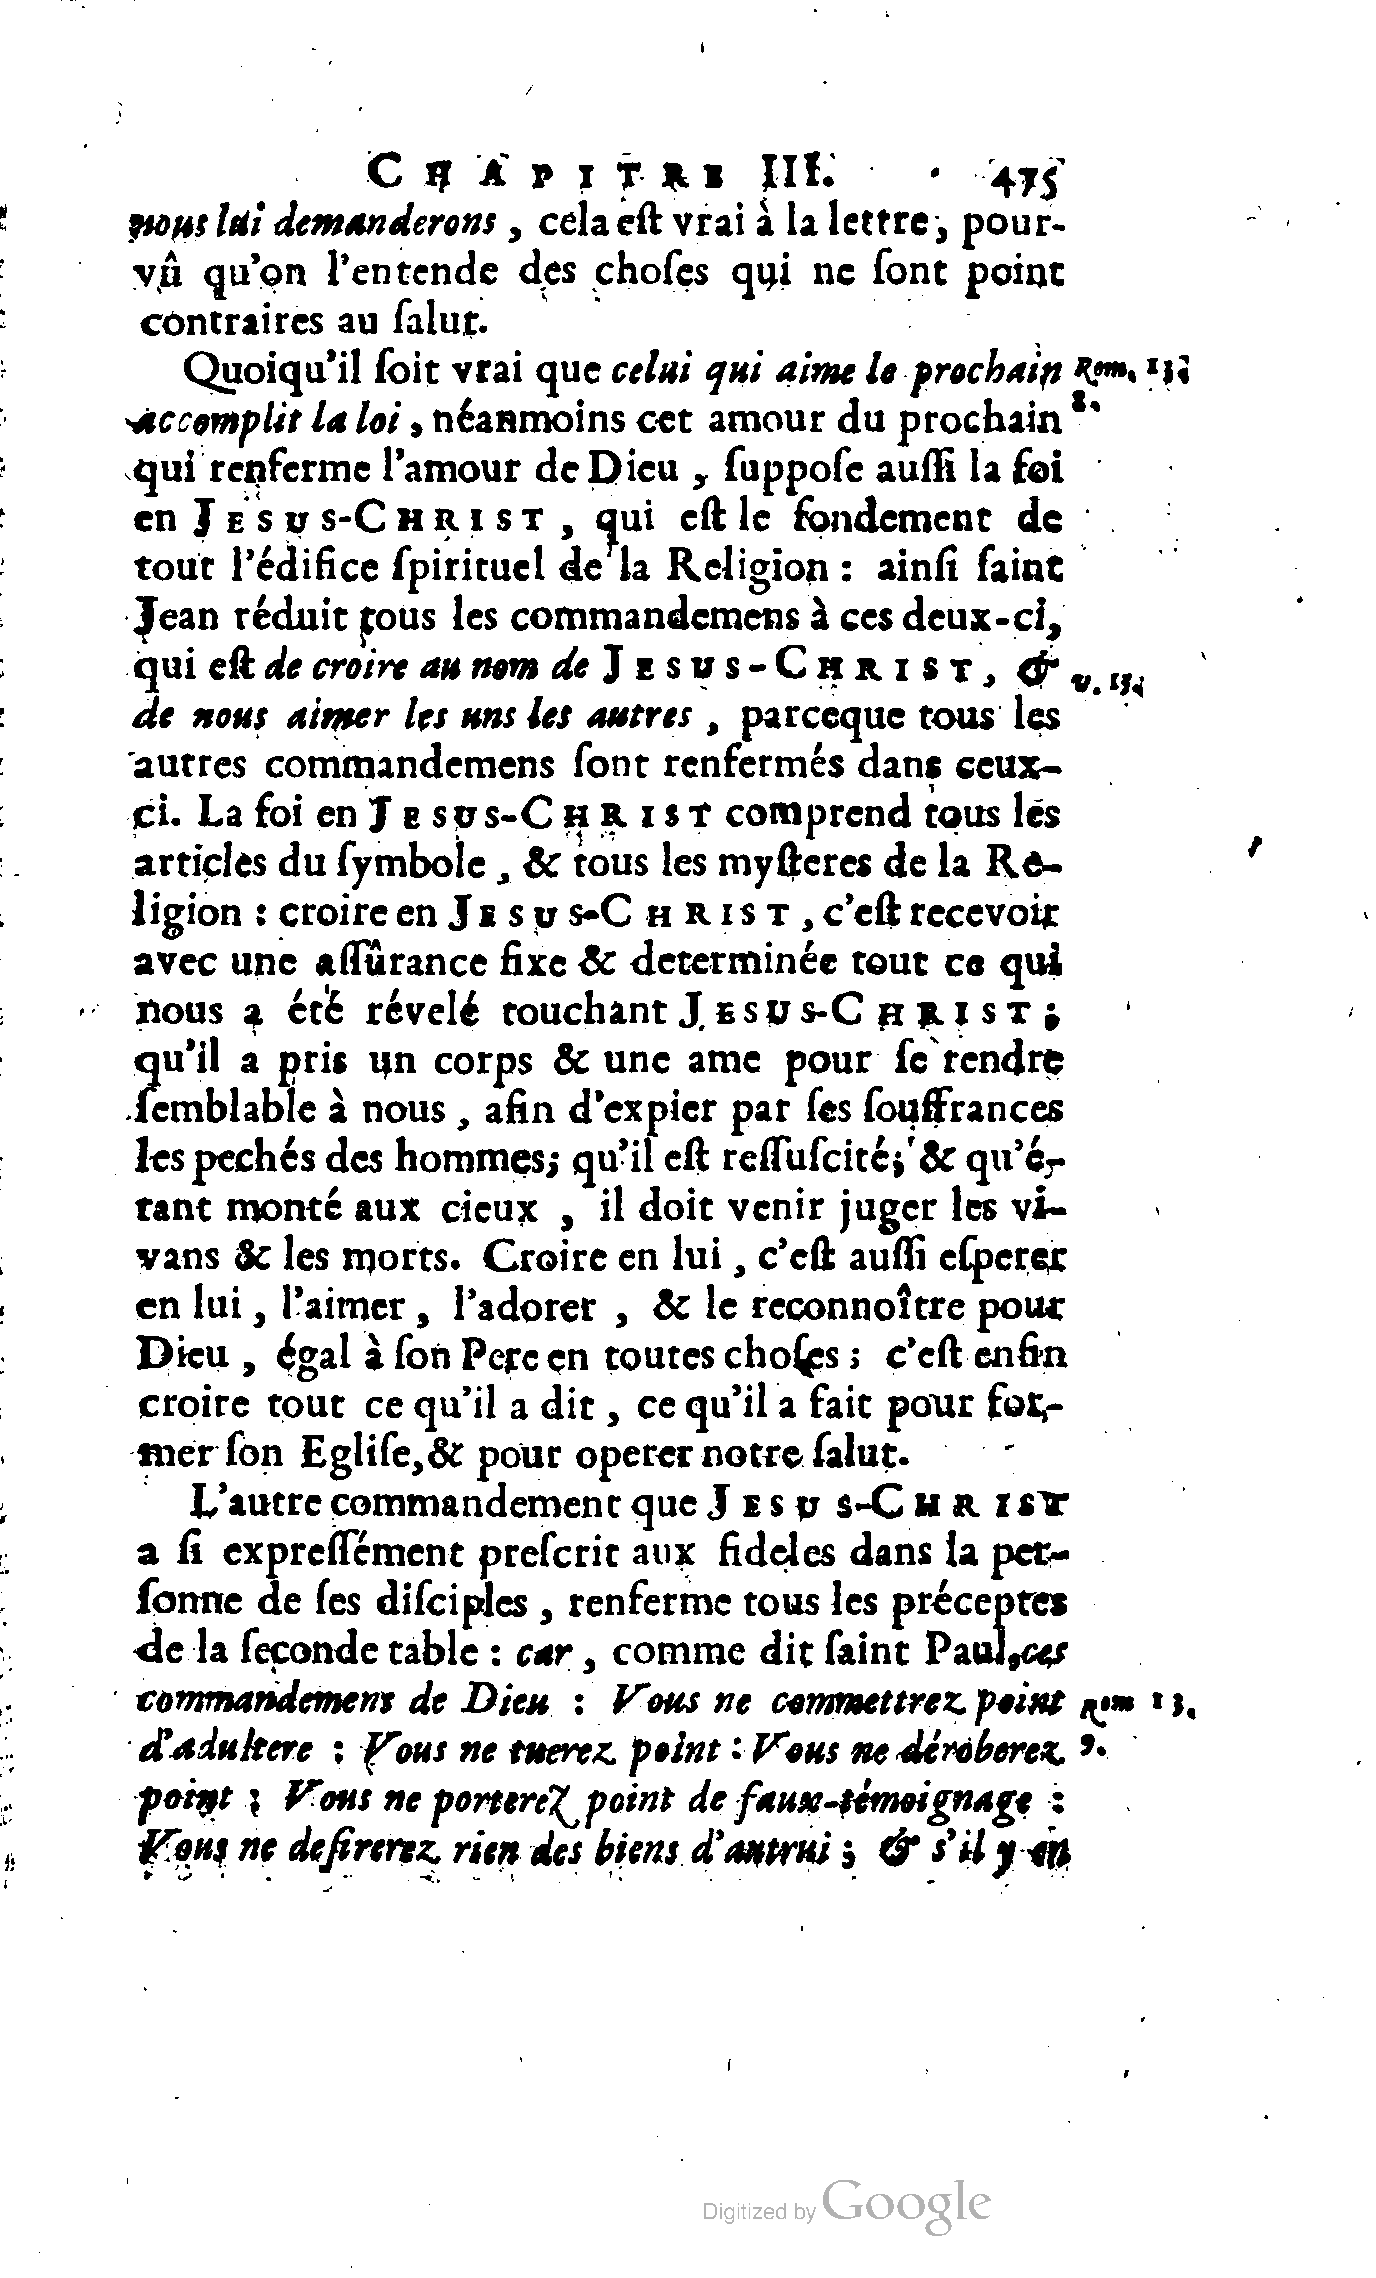 CHAPITRE III. 475
nous lui demanderons, cela eſt vrai à la lettre, pour-
vû qu'on l'entende des choſes qui ne ſont point
contraires au ſalut.
Quoiqu'il ſoit vrai que celui qui aime le prochain Rom. 13.
accomplit la loi, néanmoins cet amour du prochain 8.
qui renferme l'amour de Dieu, ſuppoſe auſſi la foi
en JESUS-CHRIST, qui eſt le fondement de
tout l'édifice ſpirituel de la Religion : ainſi ſaint
Jean réduit tous les commandemens à ces deux-ci,
qui eſt de croire au nom de JESUS-CHRIST, &
de nous aimer les uns les autres, parceque tous les
autres commandemens ſont renfermés dans ceux-
ci. La foi en JESUS-CHRIST comprend tous les
articles du ſymbole, & tous les myſteres de la Re-
ligion : croire en JESUS-CHRIST, c'eſt recevoir
avec une aſſûrance fixe & determinée tout ce qui
nous a été révelé touchant JESUS-CHRIST;
qu'il a pris un corps & une ame pour ſe rendre
ſemblable à nous, afin d'expier par ſes ſouffrances
les pechés des hommes; qu'il eſt reſſuſcité; & qu'é-
tant monté aux cieux, il doit venir juger les vi-
vans & les morts. Croire en lui, c'eſt auſſi eſperer
en lui, l'aimer, l'adorer, & le reconnoître pour
Dieu, égal à ſon Pere en toutes choſes; c'eſt enfin
croire tout ce qu'il a dit, ce qu'il a fait pour for-
mer ſon Egliſe, & pour operer notre ſalut.
L'autre commandement que JESUS-CHRIST
a ſi expreſſément preſcrit aux fideles dans la per-
ſonne de ſes diſciples, renferme tous les préceptes
de la ſeconde table : car, comme dit ſaint Paul, ces
commandemens de Dieu : Vous ne commettrez point Rom 13.
d'adultere : Vous ne tuerez point : Vous ne déroberez 9.
point ; Vous ne porterez point de faux-témoignage :
Vous ne deſirerez rien des biens d'autrui ; & s'il y en
Digitized by Google